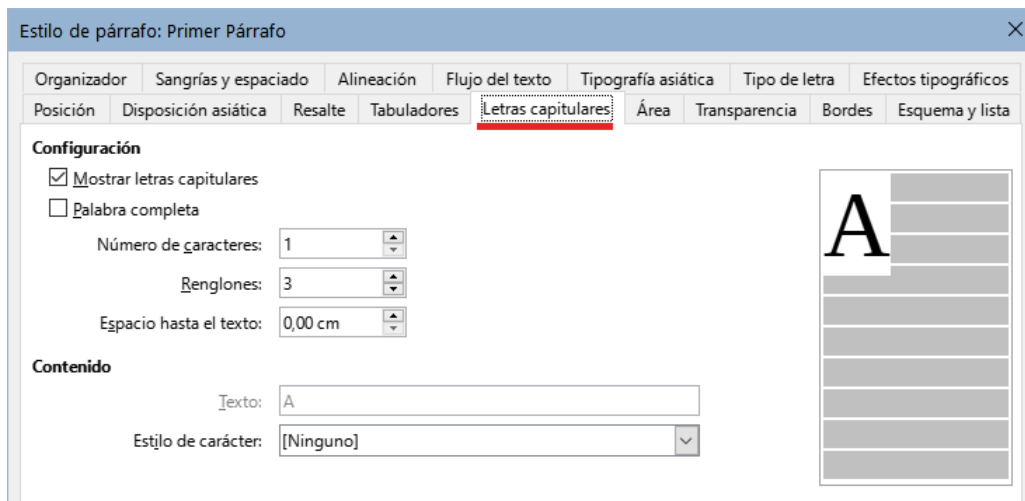 Estilo de párrafo: Primer Párrafo
Organizador Sangrías y espaciado Alineación Flujo del texto Tipografía asiática Tipo de letra Efectos tipográficos
Posición Disposición asiática Resalte Tabuladores Letras capitulares Área Transparencia Bordes Esquema y lista
Configuración
Mostrar letras capitulares
Palabra completa
Número de caracteres: 1
Renglones: 3
Espacio hasta el texto: 0,00 cm
A
Contenido
Texto: A
Estilo de carácter: [Ninguno]